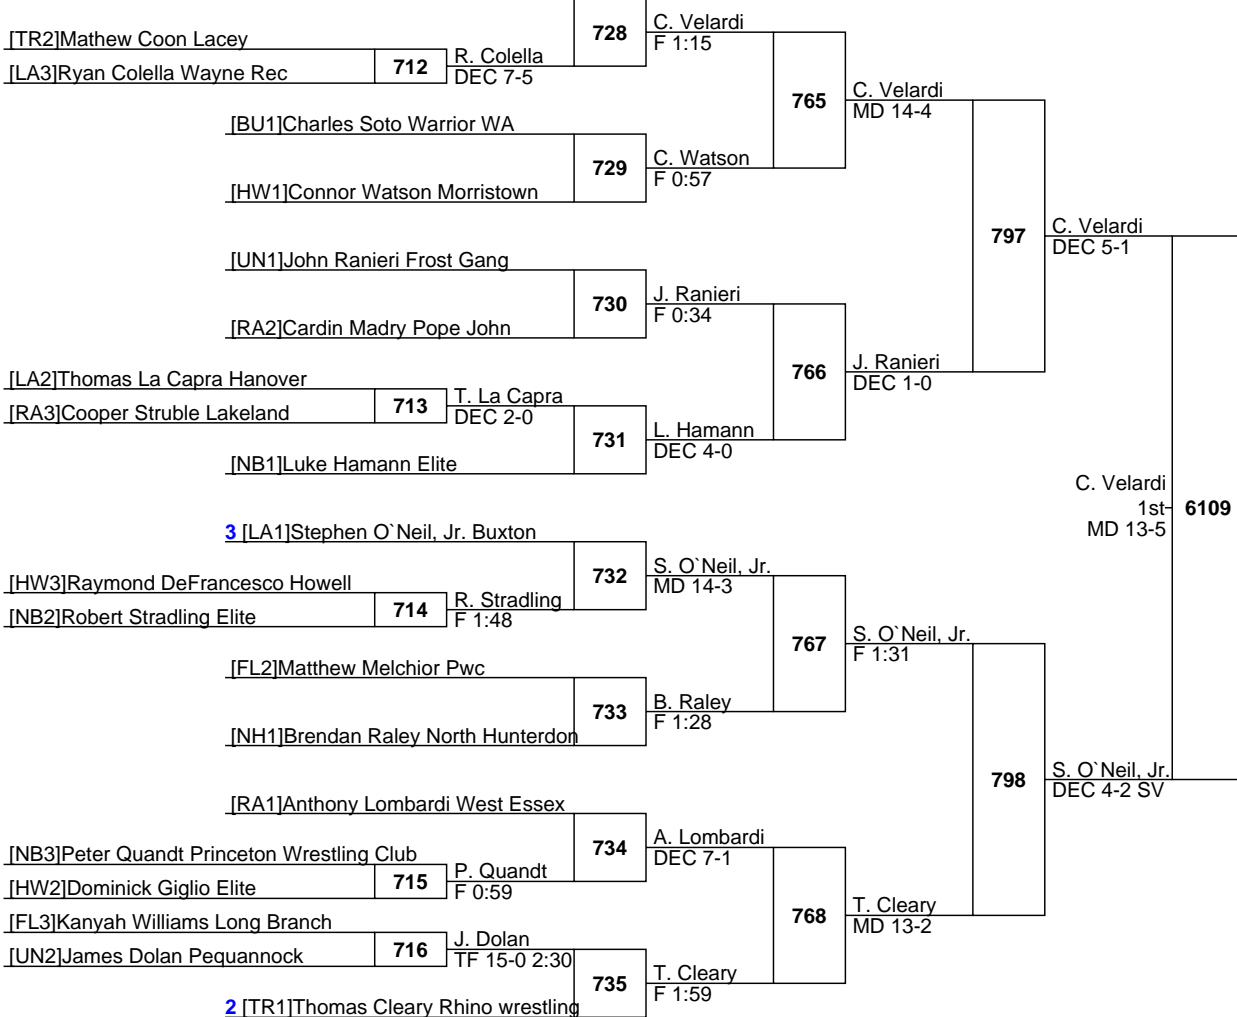 [TR2]Mathew Coon Lacey
[LA3]Ryan Colella Wayne Rec
712
R. Colella
DEC 7-5
728
C. Velardi
F 1:15
[BU1]Charles Soto Warrior WA
[HW1]Connor Watson Morristown
729
C. Watson
F 0:57
765
C. Velardi
MD 14-4
[UN1]John Ranieri Frost Gang
[RA2]Cardin Madry Pope John
730
J. Ranieri
F 0:34
[LA2]Thomas La Capra Hanover
[RA3]Cooper Struble Lakeland
713
T. La Capra
DEC 2-0
[NB1]Luke Hamann Elite
731
L. Hamann
DEC 4-0
766
J. Ranieri
DEC 1-0
797
C. Velardi
DEC 5-1
3 [LA1]Stephen O`Neil, Jr. Buxton
[HW3]Raymond DeFrancesco Howell
[NB2]Robert Stradling Elite
714
R. Stradling
F 1:48
732
S. O`Neil, Jr.
MD 14-3
[FL2]Matthew Melchior Pwc
[NH1]Brendan Raley North Hunterdon
733
B. Raley
F 1:28
767
S. O`Neil, Jr.
F 1:31
[RA1]Anthony Lombardi West Essex
[NB3]Peter Quandt Princeton Wrestling Club
[HW2]Dominick Giglio Elite
715
P. Quandt
F 0:59
734
A. Lombardi
DEC 7-1
[FL3]Kanyah Williams Long Branch
[UN2]James Dolan Pequannock
716
J. Dolan
TF 15-0 2:30
2 [TR1]Thomas Cleary Rhino wrestling
735
T. Cleary
F 1:59
768
T. Cleary
MD 13-2
798
S. O`Neil, Jr.
DEC 4-2 SV
C. Velardi
1st
MD 13-5
6109